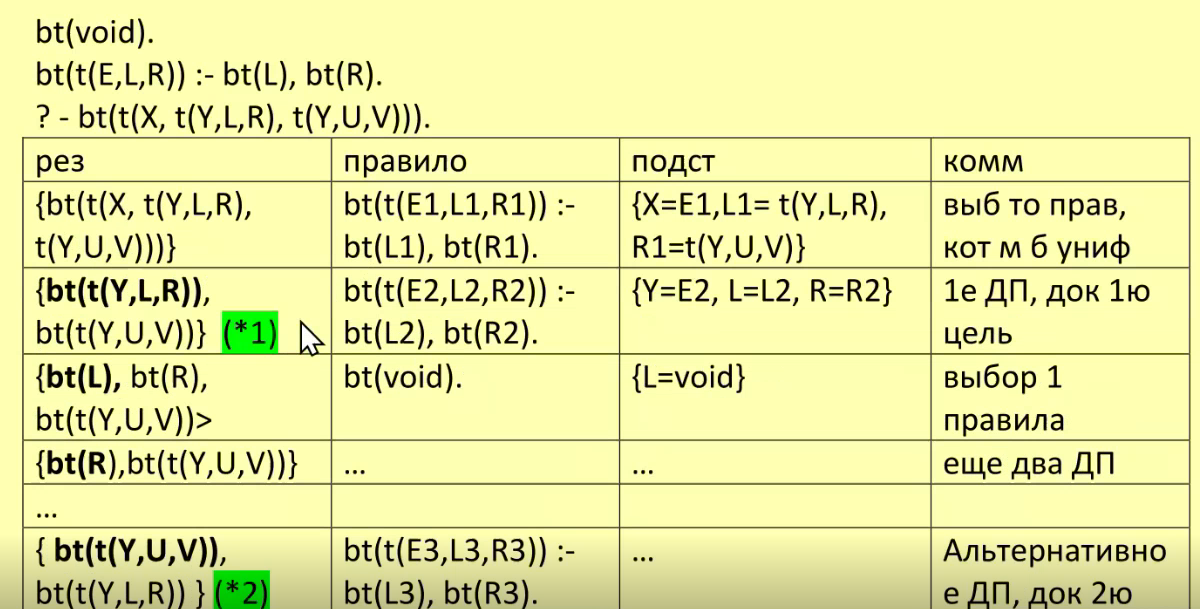 bt(void).
bt(t(E,L,R)) :- bt(L), bt(R).
? - bt(t(X, t(Y,L,R), t(Y,U,V))).
рез
правило
подст
комм
{bt(t(X, t(Y,L,R),
t(Y,U,V)))}
bt(t(E1,L1,R1)) :-
bt(L1), bt(R1).
{X=E1,L1= t(Y,L,R),
R1=t(Y,U,V)}
выб то прав,
кот м б униф
{bt(t(Y,L,R)),
bt(t(Y,U,V))} (*1)
bt(t(E2,L2,R2)) :-
bt(L2), bt(R2).
{Y=E2, L=L2, R=R2}
1е ДП, док 1ю
цель
{bt(L), bt(R),
bt(t(Y,U,V))>
bt(void).
{L=void}
выбор 1
правила
{bt(R),bt(t(Y,U,V))}
...
...
еще два ДП
...
{ bt(t(Y,U,V)),
bt(t(Y,L,R)) } (*2)
bt(t(E3,L3,R3)) :-
bt(L3), bt(R3).
...
Альтернативно
е ДП, док 2ю